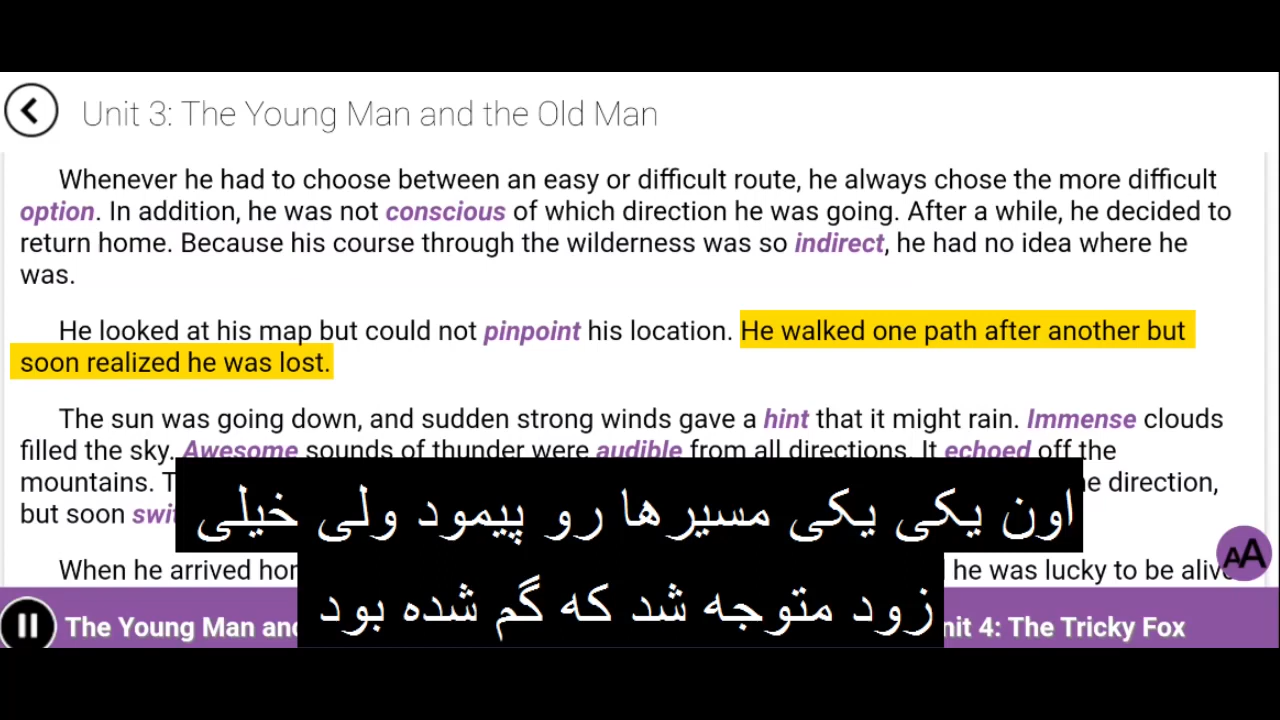 Unit 3: The Young Man and the Old Man
Whenever he had to choose between an easy or difficult route, he always chose the more difficult
option. In addition, he was not conscious of which direction he was going. After a while, he decided to
return home. Because his course through the wilderness was so indirect, he had no idea where he
was.
He looked at his map but could not pinpoint his location. He walked one path after another but
soon realized he was lost.
The sun was going down, and sudden strong winds gave a hint that it might rain. Immense clouds
filled the sky. Awesome sounds of thunder were audible from all directions. It echoed off the
mountains. direction,
but soon
اون یکی یکی مسیرها رو پیمود ولی خیلی
زود متوجه شد که گم شده بود
When he arrived he was lucky to be alive
AA
The Young Man Unit 4: The Tricky Fox